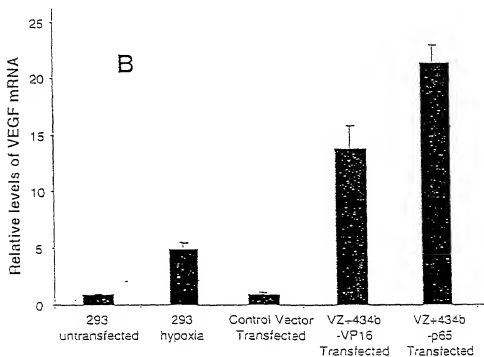 B
Relative levels of VEGF mRNA
25
20
15
10
5
0
293
untransfected
293
hypoxia
Control Vector
Transfected
VZ+434b
-VP16
Transfected
VZ+434b
-p65
Transfected